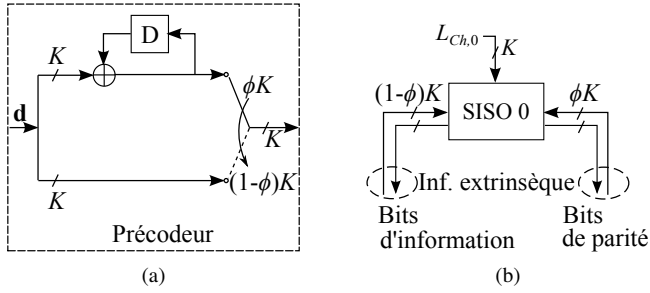 D
K
ϕK
d
K
K
(1-ϕ)K
Précodeur
(a)
L_{Ch,0}
K
(1-ϕ)K
SISO 0
ϕK
Inf. extrinsèque
Bits
d'information
Bits
de parité
(b)